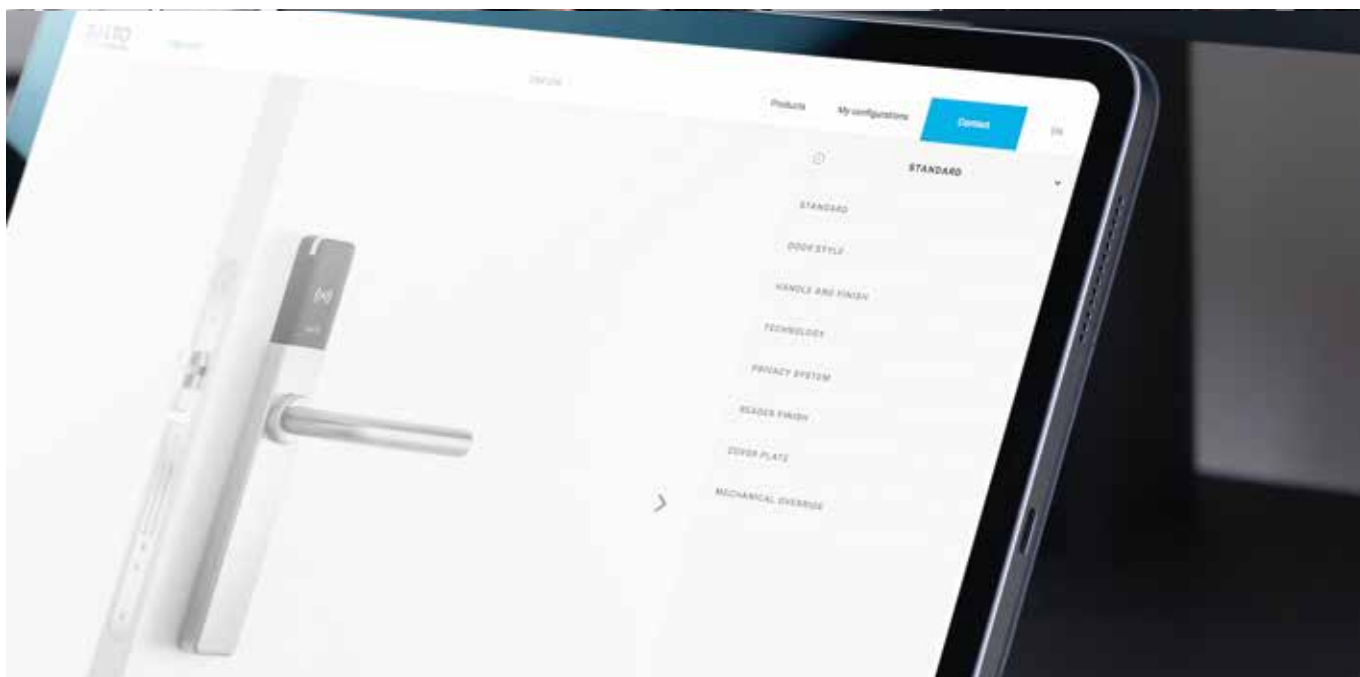 SALTO
Products
My configurations
Contact
EN
STANDARD
STANDARD
DOOR STYLE
HANDLE AND FINISH
TECHNOLOGY
PRIVACY SYSTEM
READER FINISH
COVER PLATE
MECHANICAL OVERRIDE